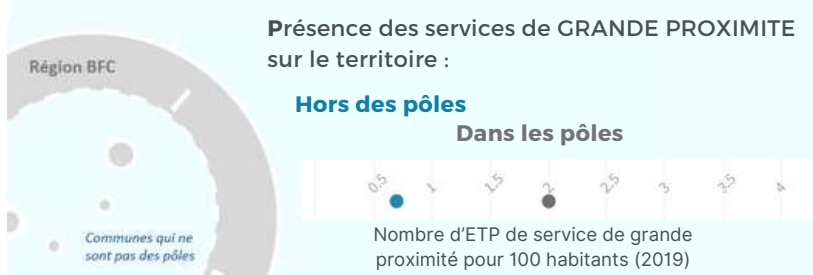 Présence des services de GRANDE PROXIMITE
sur le territoire :
Région BFC
Hors des pôles
Dans les pôles
0.5 1 1.5 2 2.5 3 3.5 4
Communes qui ne
sont pas des pôles
Nombre d'ETP de service de grande
proximité pour 100 habitants (2019)